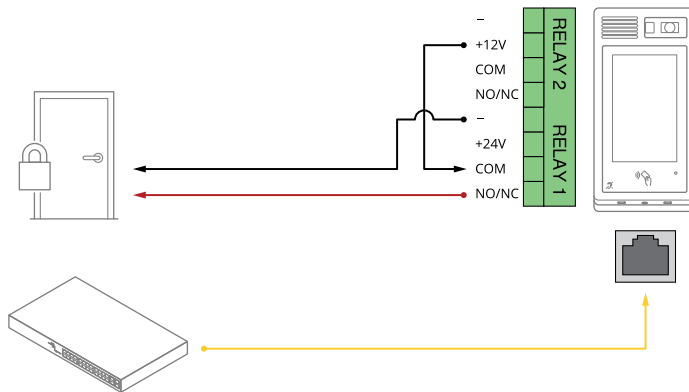 –
+12V
COM
NO/NC
–
+24V
COM
NO/NC
RELAY 2
RELAY 1